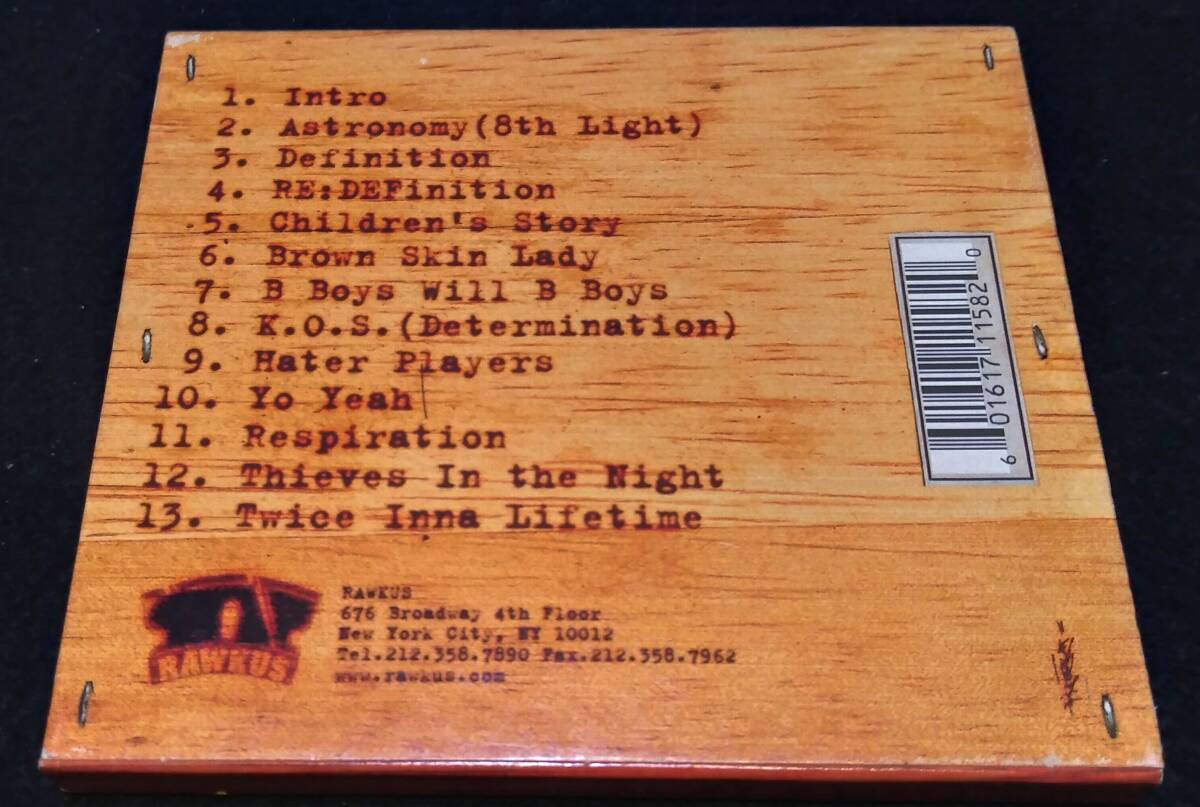 1. Intro
2. Astronomy(8th Light)
3. Definition
4. RE:DEFinition
5. Children's Story
6. Brown Skin Lady
7. B Boys Will B Boys
8. K.O.S.(Determination)
9. Hater Players
10. Yo Yeah
11. Respiration
12. Thieves In the Night
13. Twice Inna Lifetime
6 01617 11582 0
RAWKUS
RAWKUS
676 Broadway 4th Floor
New York City, NY 10012
Tel.212.358.7890 Fax.212.358.7962
www.rawkus.com